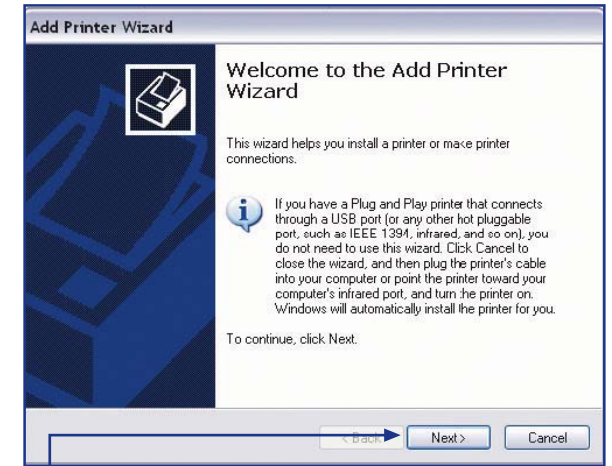 Add Printer Wizard
Welcome to the Add Printer
Wizard
This wizard helps you install a printer or make printer
connections.
If you have a Plug and Play printer that connects
through a USB port (or any other hot pluggable
port, such as IEEE 1394, infrared, and so on), you
do not need to use this wizard. Click Cancel to
close the wizard, and then plug the printer's cable
into your computer or point the printer toward your
computer's infrared port, and turn the printer on.
Windows will automatically install the printer for you.
To continue, click Next.
< Back Next > Cancel